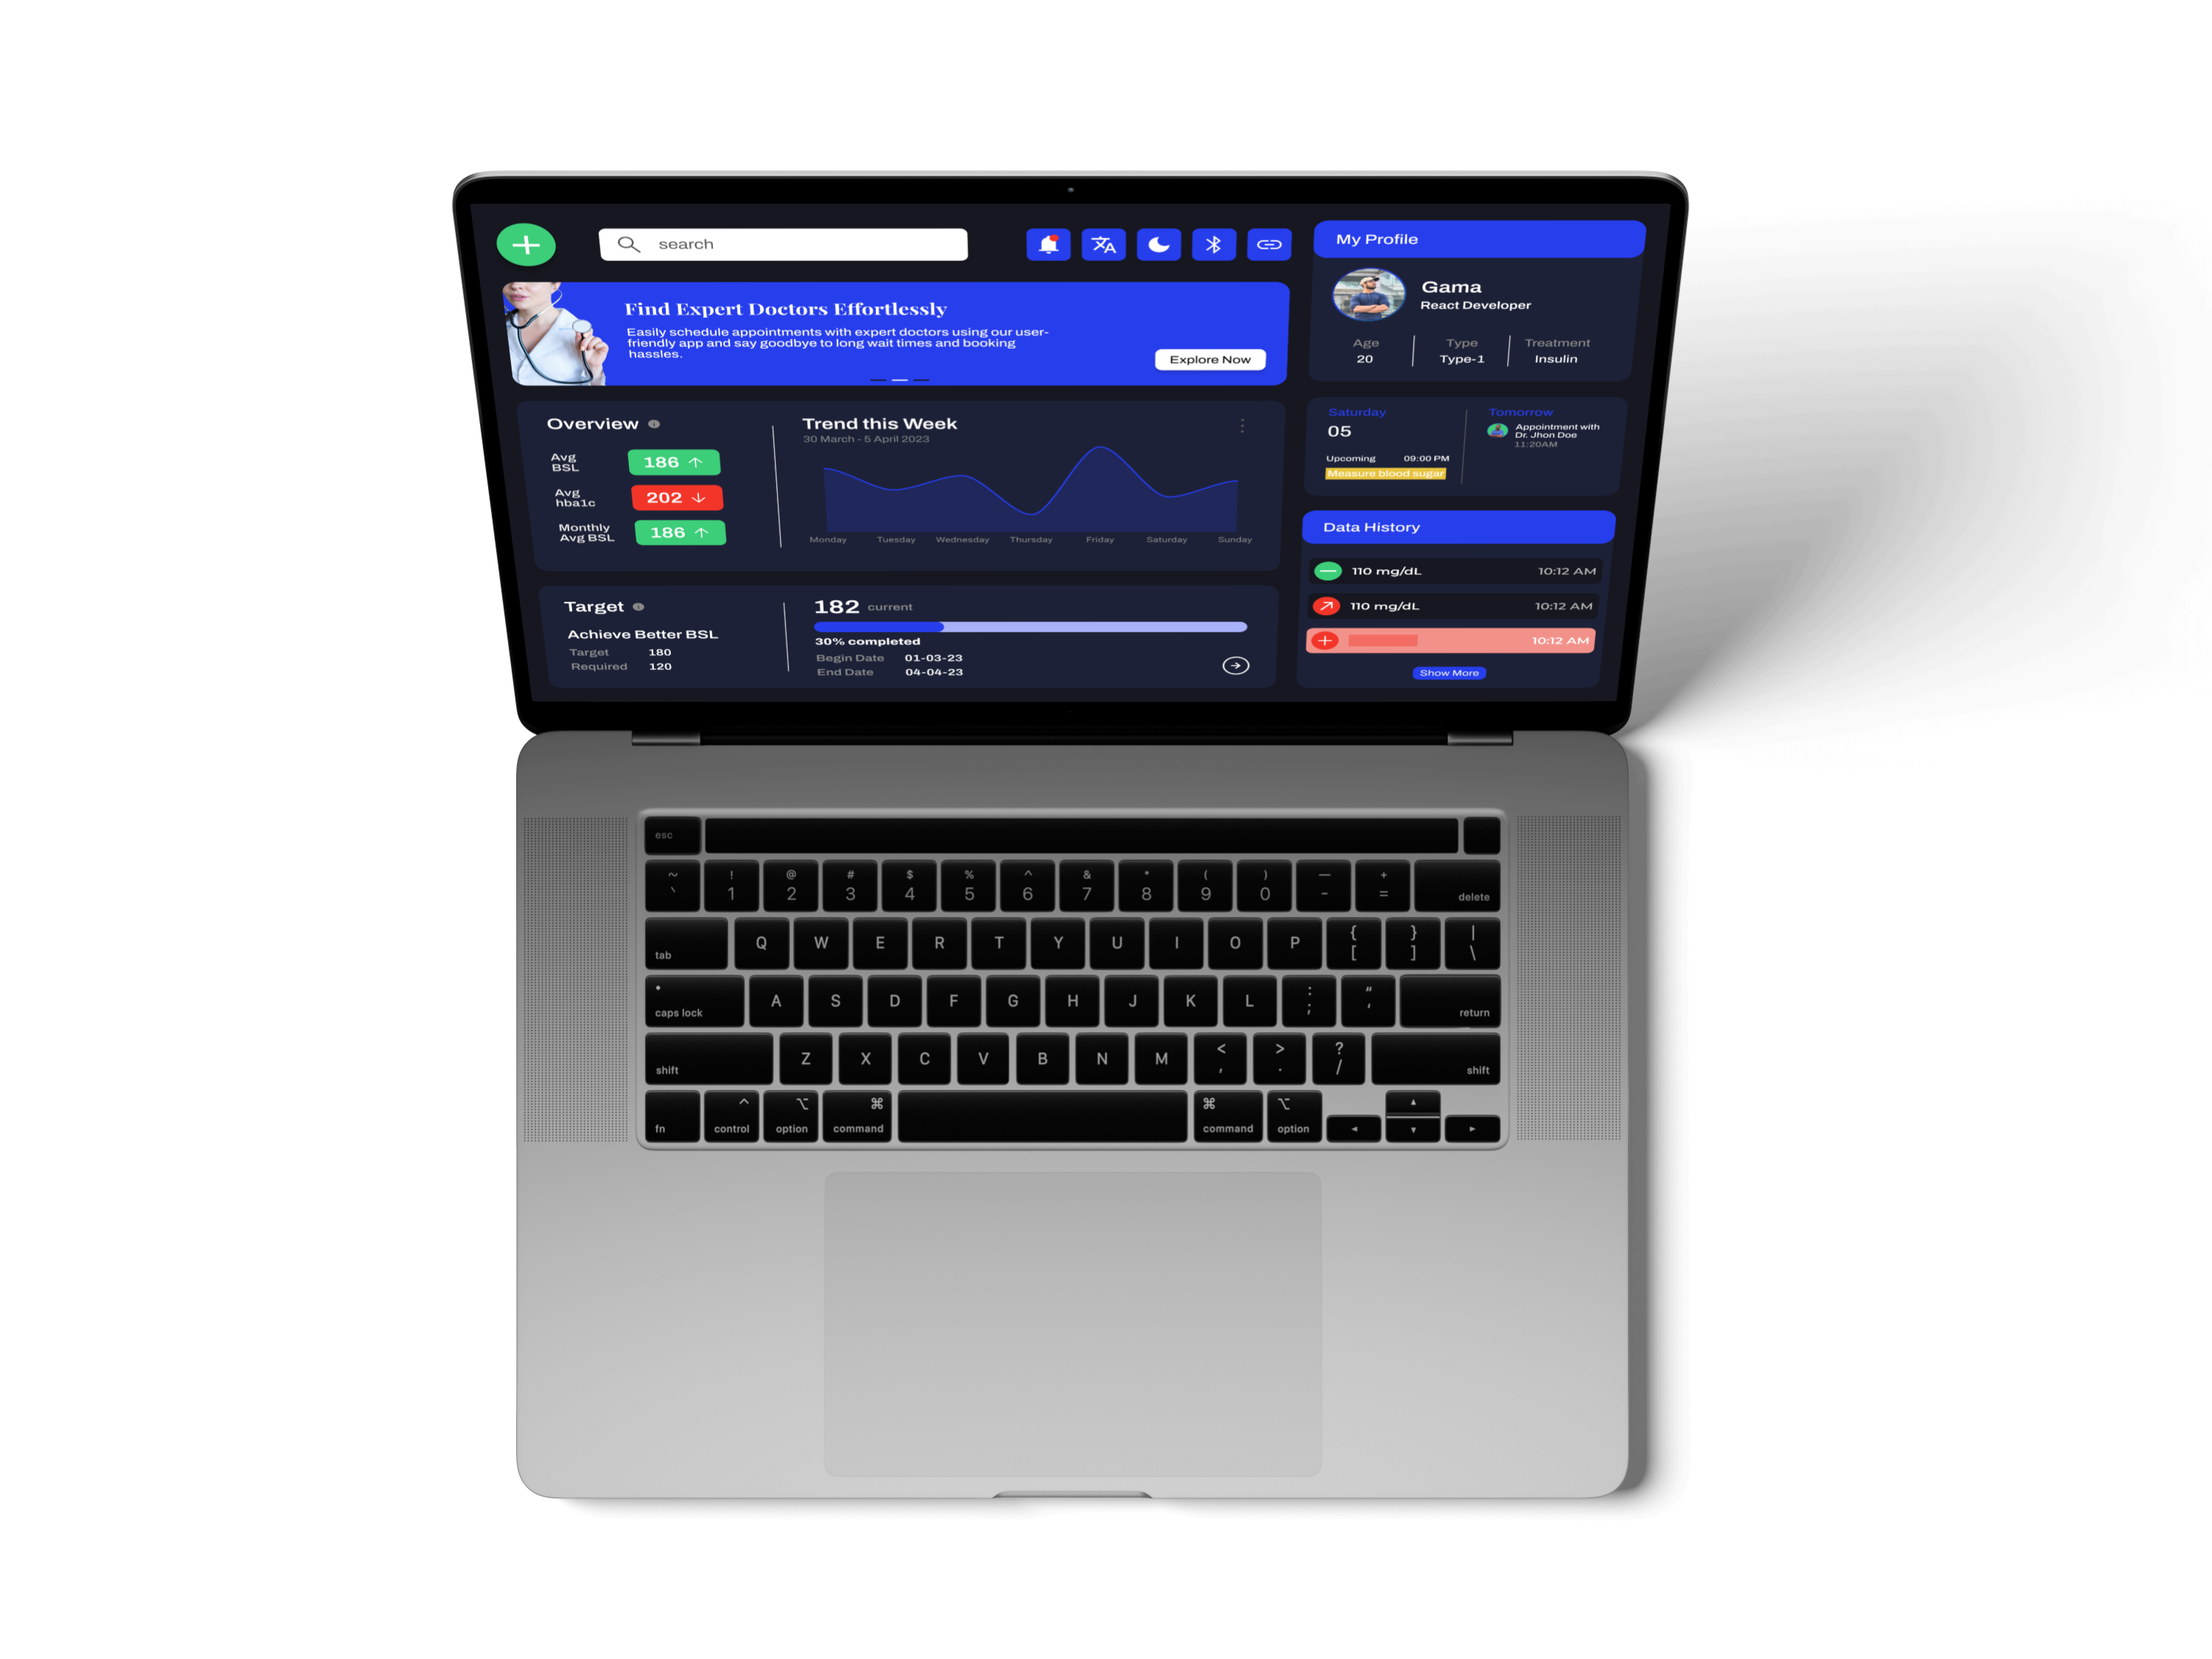 search
Find Expert Doctors Effortlessly
Easily schedule appointments with expert doctors using our user-
friendly app and say goodbye to long wait times and booking
hassles.
Explore Now
Overview
Avg
BSL
186 ↑
Avg
hba1c
202 ↓
Monthly
Avg BSL
186 ↑
Trend this Week
30 March - 5 April 2023
Monday Tuesday Wednesday Thursday Friday Saturday Sunday
Target
Achieve Better BSL
Target 180
Required 120
182 current
30% completed
Begin Date 01-03-23
End Date 04-04-23
My Profile
Gama
React Developer
Age Type Treatment
20 Type-1 Insulin
Saturday
05
Upcoming 09:00 PM
Measure blood sugar
Tomorrow
Appointment with
Dr. Jhon Doe
11:20AM
Data History
110 mg/dL 10:12 AM
110 mg/dL 10:12 AM
10:12 AM
Show More
esc
~ ! @ # $ % ^ & * ( ) — +
` 1 2 3 4 5 6 7 8 9 0 - = delete
tab Q W E R T Y U I O P { [ } ] | \
caps lock A S D F G H J K L : ; " ' return
shift Z X C V B N M < , > . ? / shift
fn control option command command option